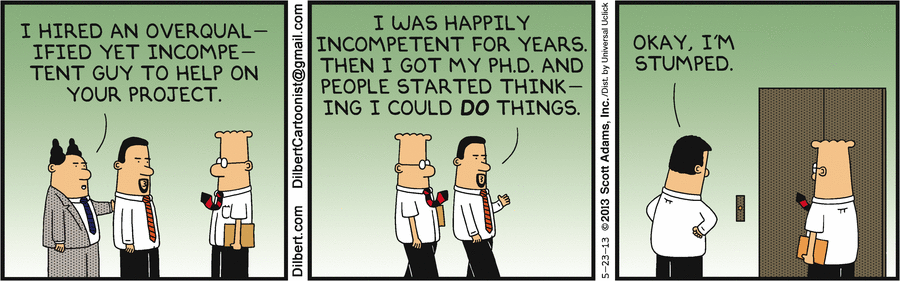 I HIRED AN OVERQUAL-
IFIED YET INCOMPE-
TENT GUY TO HELP ON
YOUR PROJECT.
Dilbert.com DilbertCartoonist@gmail.com
I WAS HAPPILY
INCOMPETENT FOR YEARS.
THEN I GOT MY PH.D. AND
PEOPLE STARTED THINK-
ING I COULD DO THINGS.
5-23-13 ©2013 Scott Adams, Inc. /Dist. by Universal Uclick
OKAY, I'M
STUMPED.